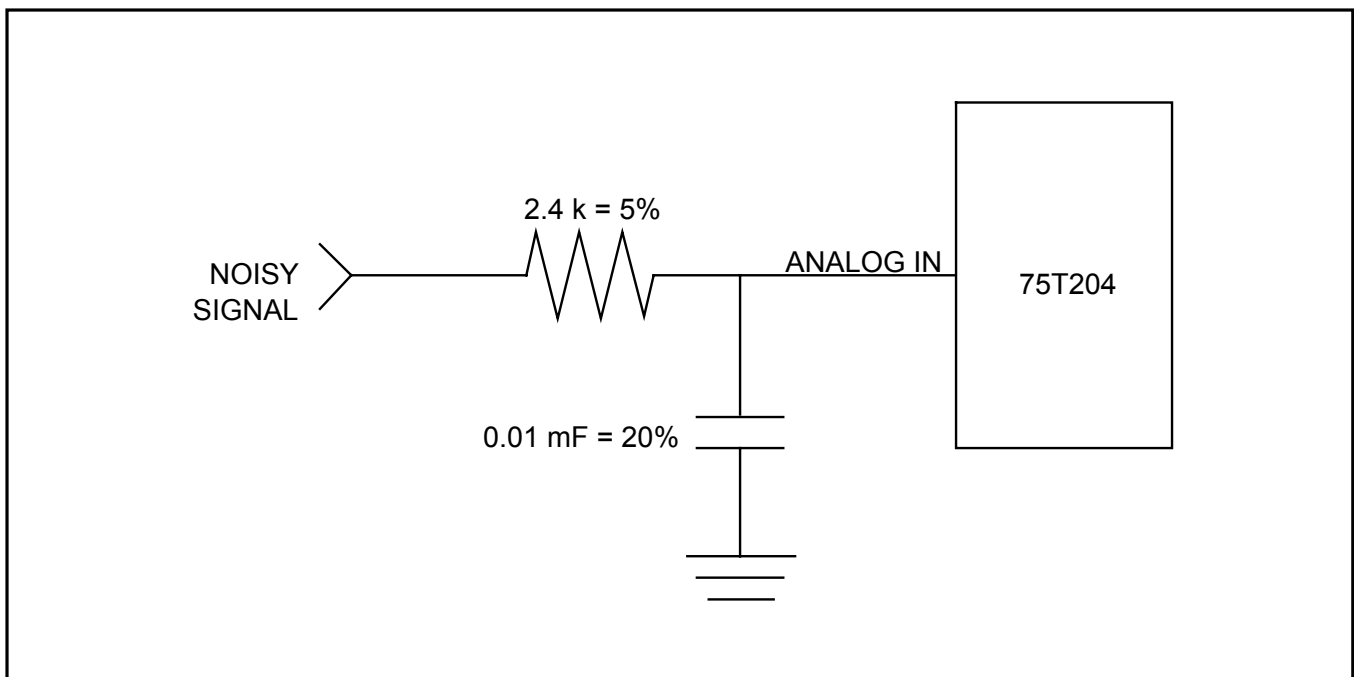 2.4 k = 5%
NOISY
SIGNAL
ANALOG IN
75T204
0.01 mF = 20%